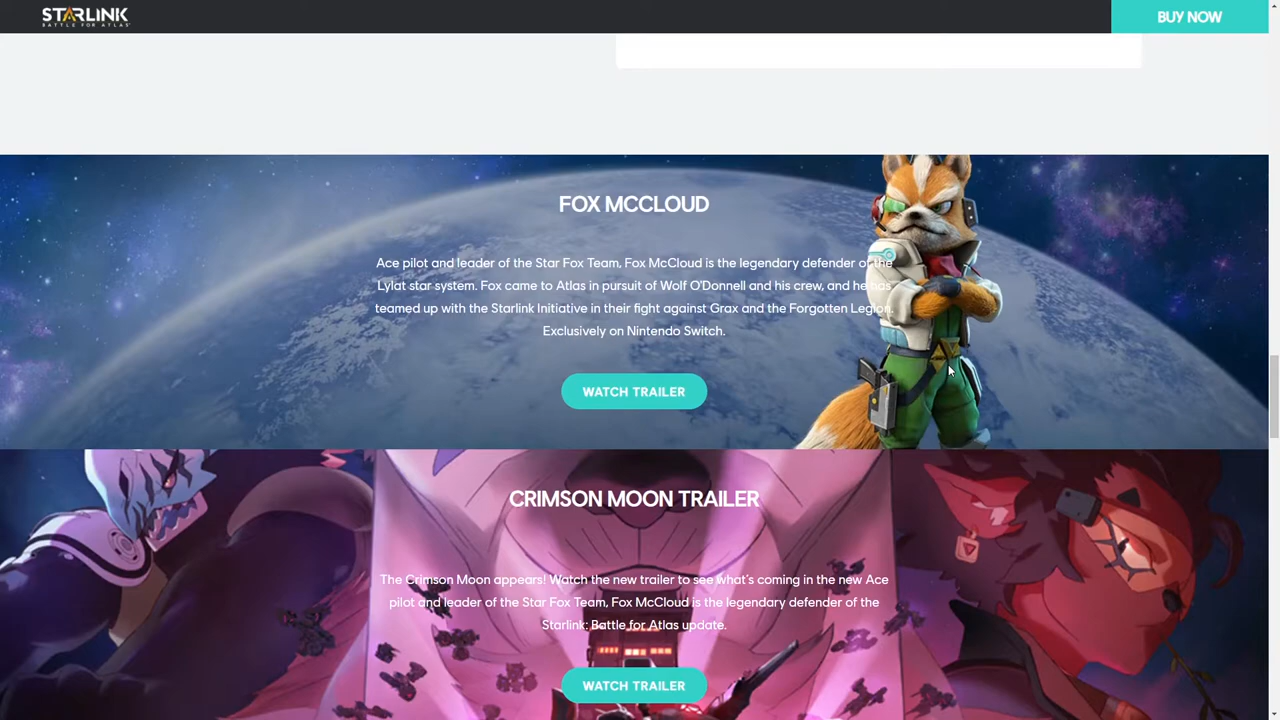 STARLINK
BATTLE FOR ATLAS
BUY NOW
FOX MCCLOUD
Ace pilot and leader of the Star Fox Team, Fox McCloud is the legendary defender of the
Lylat star system. Fox came to Atlas in pursuit of Wolf O'Donnell and his crew, and he has
teamed up with the Starlink Initiative in their fight against Grax and the Forgotten Legion.
Exclusively on Nintendo Switch.
WATCH TRAILER
CRIMSON MOON TRAILER
The Crimson Moon appears! Watch the new trailer to see what's coming in the new Ace
pilot and leader of the Star Fox Team, Fox McCloud is the legendary defender of the
Starlink: Battle for Atlas update.
WATCH TRAILER